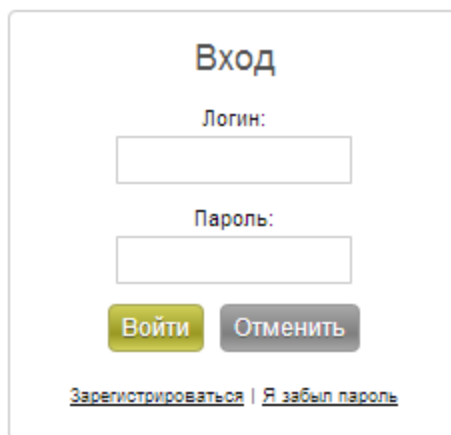 Вход
Логин:
Пароль:
Войти Отменить
Зарегистрироваться | Я забыл пароль